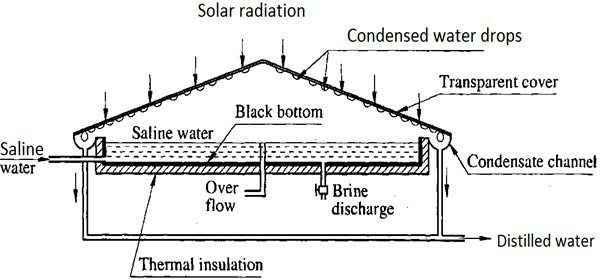 Solar radiation
Condensed water drops
Transparent cover
Black bottom
Saline water
Saline
water
Condensate channel
Over
flow
Brine
discharge
Distilled water
Thermal insulation